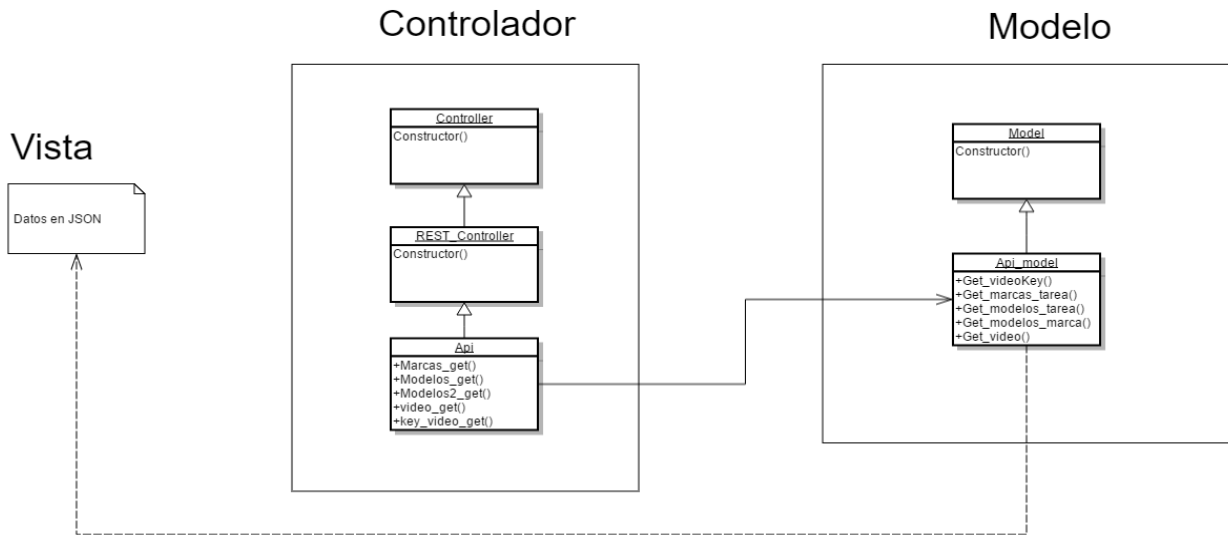 Controlador
Modelo
Vista
Datos en JSON
Controller
Constructor()
REST_Controller
Constructor()
Api
+Marcas_get()
+Modelos_get()
+Modelos2_get()
+video_get()
+key_video_get()
Model
Constructor()
Api_model
+Get_videoKey()
+Get_marcas_tarea()
+Get_modelos_tarea()
+Get_modelos_marca()
+Get_video()